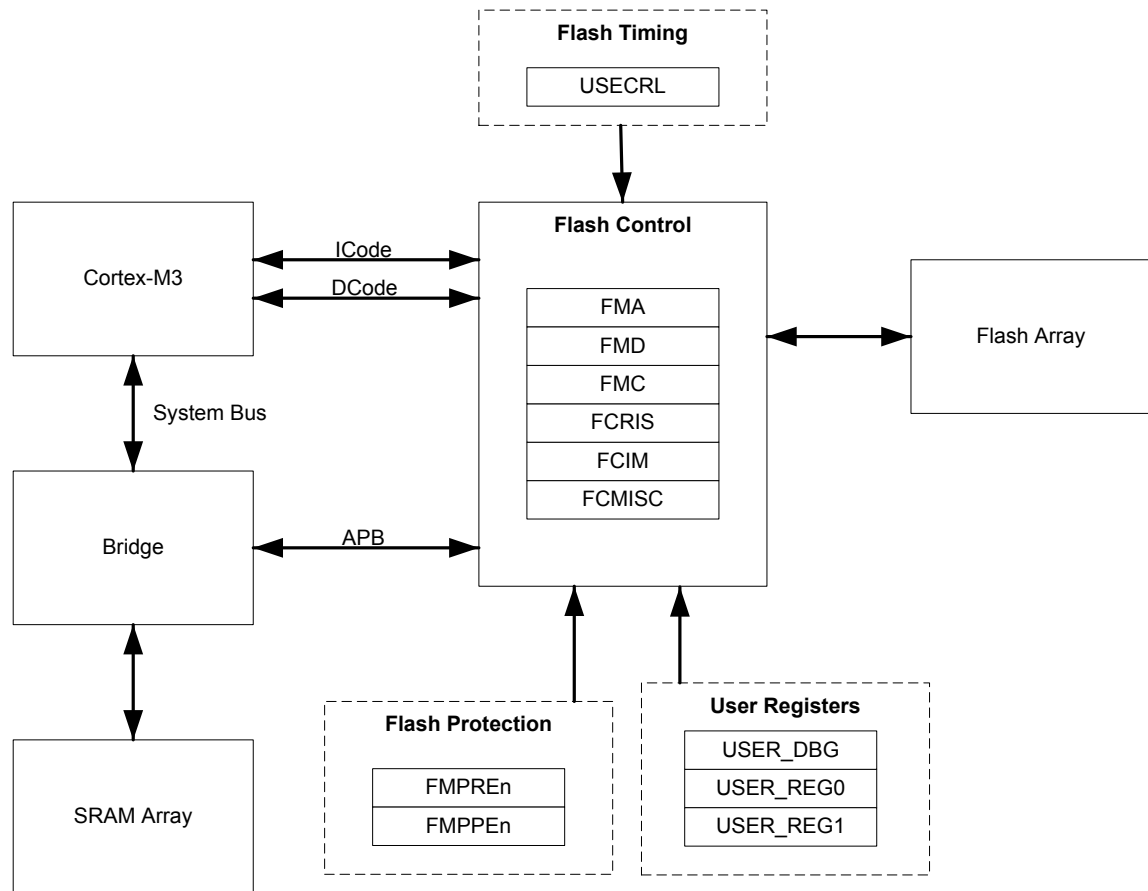 Flash Timing
USECRL
Cortex-M3
ICode
DCode
System Bus
Bridge
APB
SRAM Array
Flash Control
FMA
FMD
FMC
FCRIS
FCIM
FCMISC
Flash Array
Flash Protection
FMPREn
FMPPEn
User Registers
USER_DBG
USER_REG0
USER_REG1